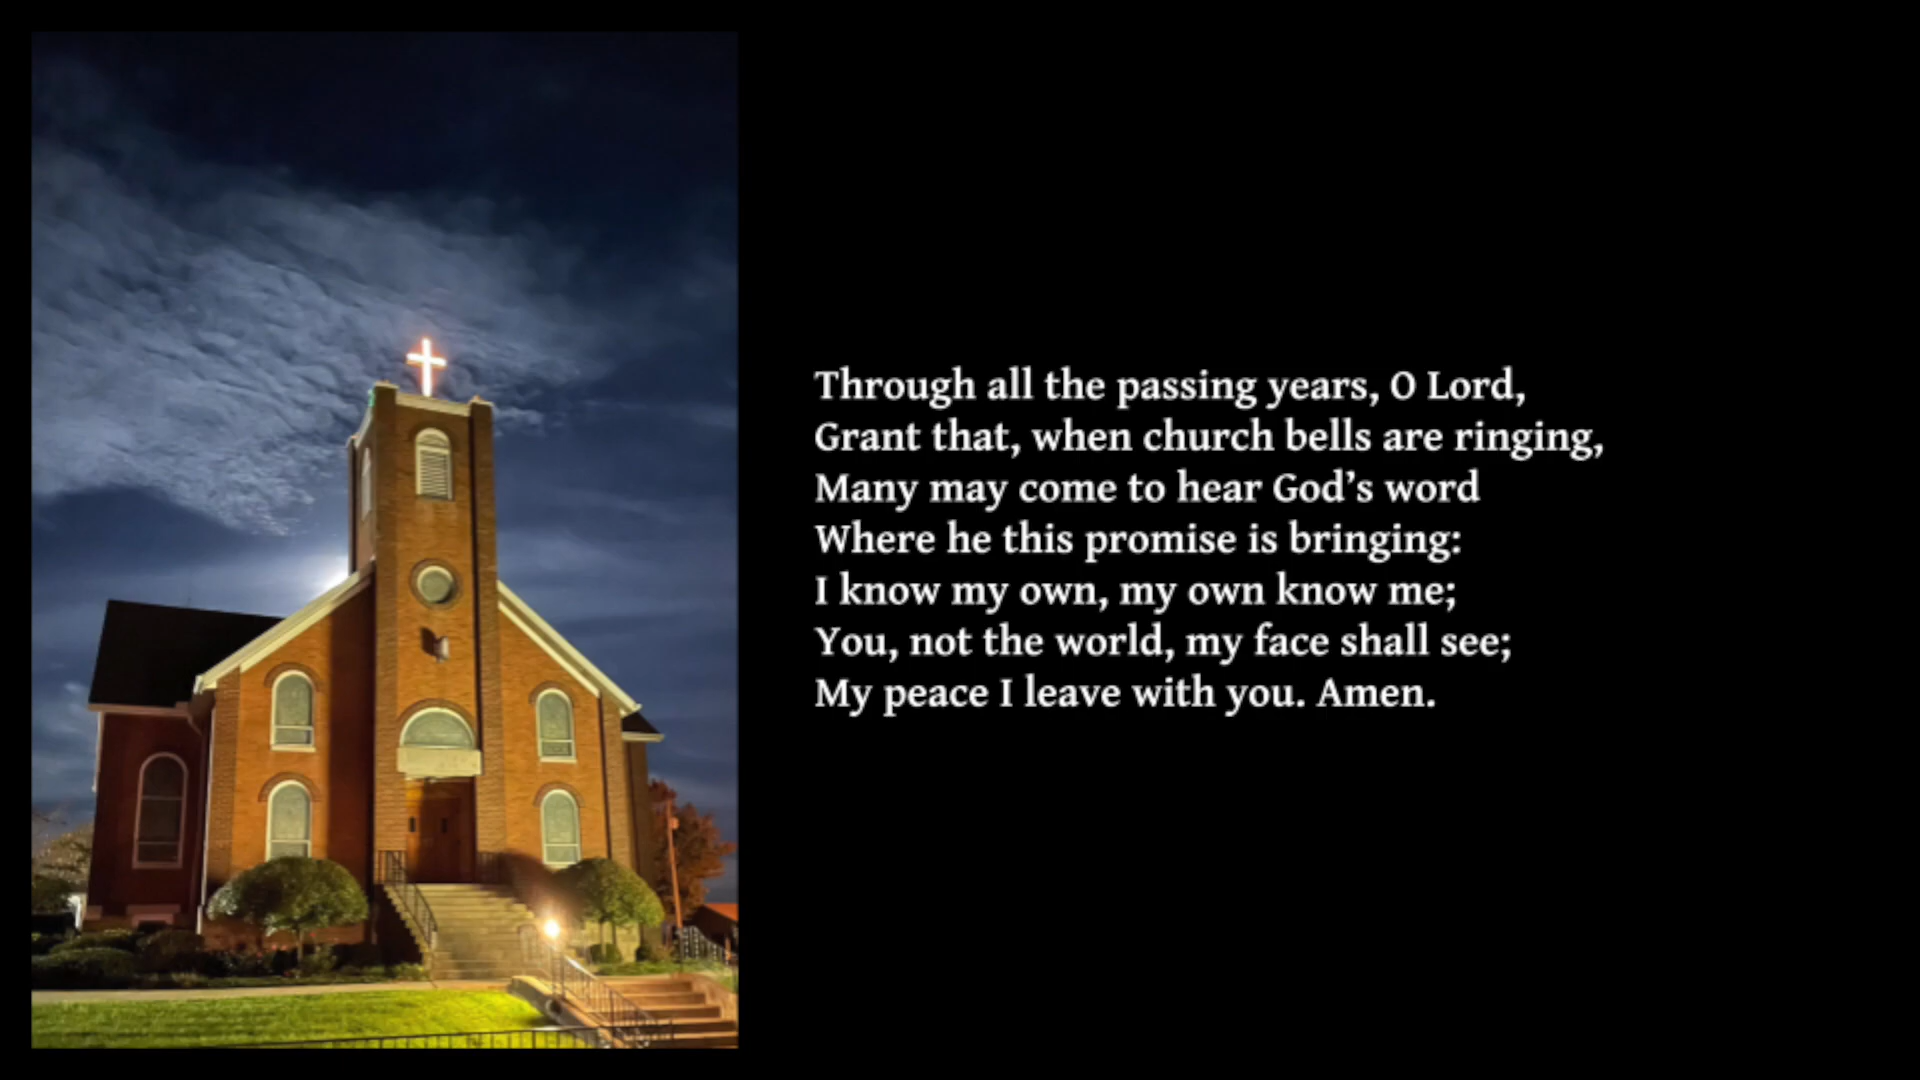 Through all the passing years, O Lord,
Grant that, when church bells are ringing,
Many may come to hear God’s word
Where he this promise is bringing:
I know my own, my own know me;
You, not the world, my face shall see;
My peace I leave with you. Amen.